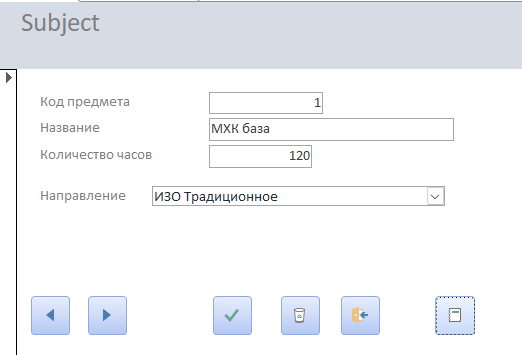 Subject
Код предмета 1
Название МХК база
Количество часов 120
Направление ИЗО Традиционное